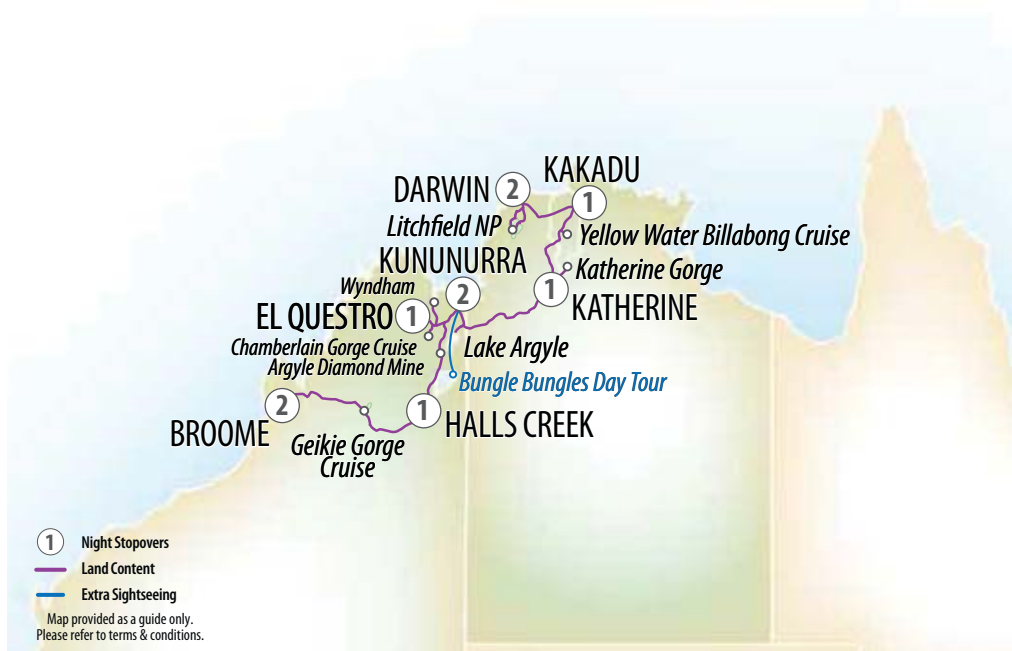 KAKADU
1
DARWIN
2
Litchfield NP
Yellow Water Billabong Cruise
KUNUNURRA
2
Katherine Gorge
Wyndham
1
KATHERINE
EL QUESTRO
1
Chamberlain Gorge Cruise
Argyle Diamond Mine
Lake Argyle
Bungle Bungles Day Tour
2
BROOME
1
HALLS CREEK
Geikie Gorge
Cruise
1
Night Stopovers
Land Content
Extra Sightseeing
Map provided as a guide only.
Please refer to terms & conditions.